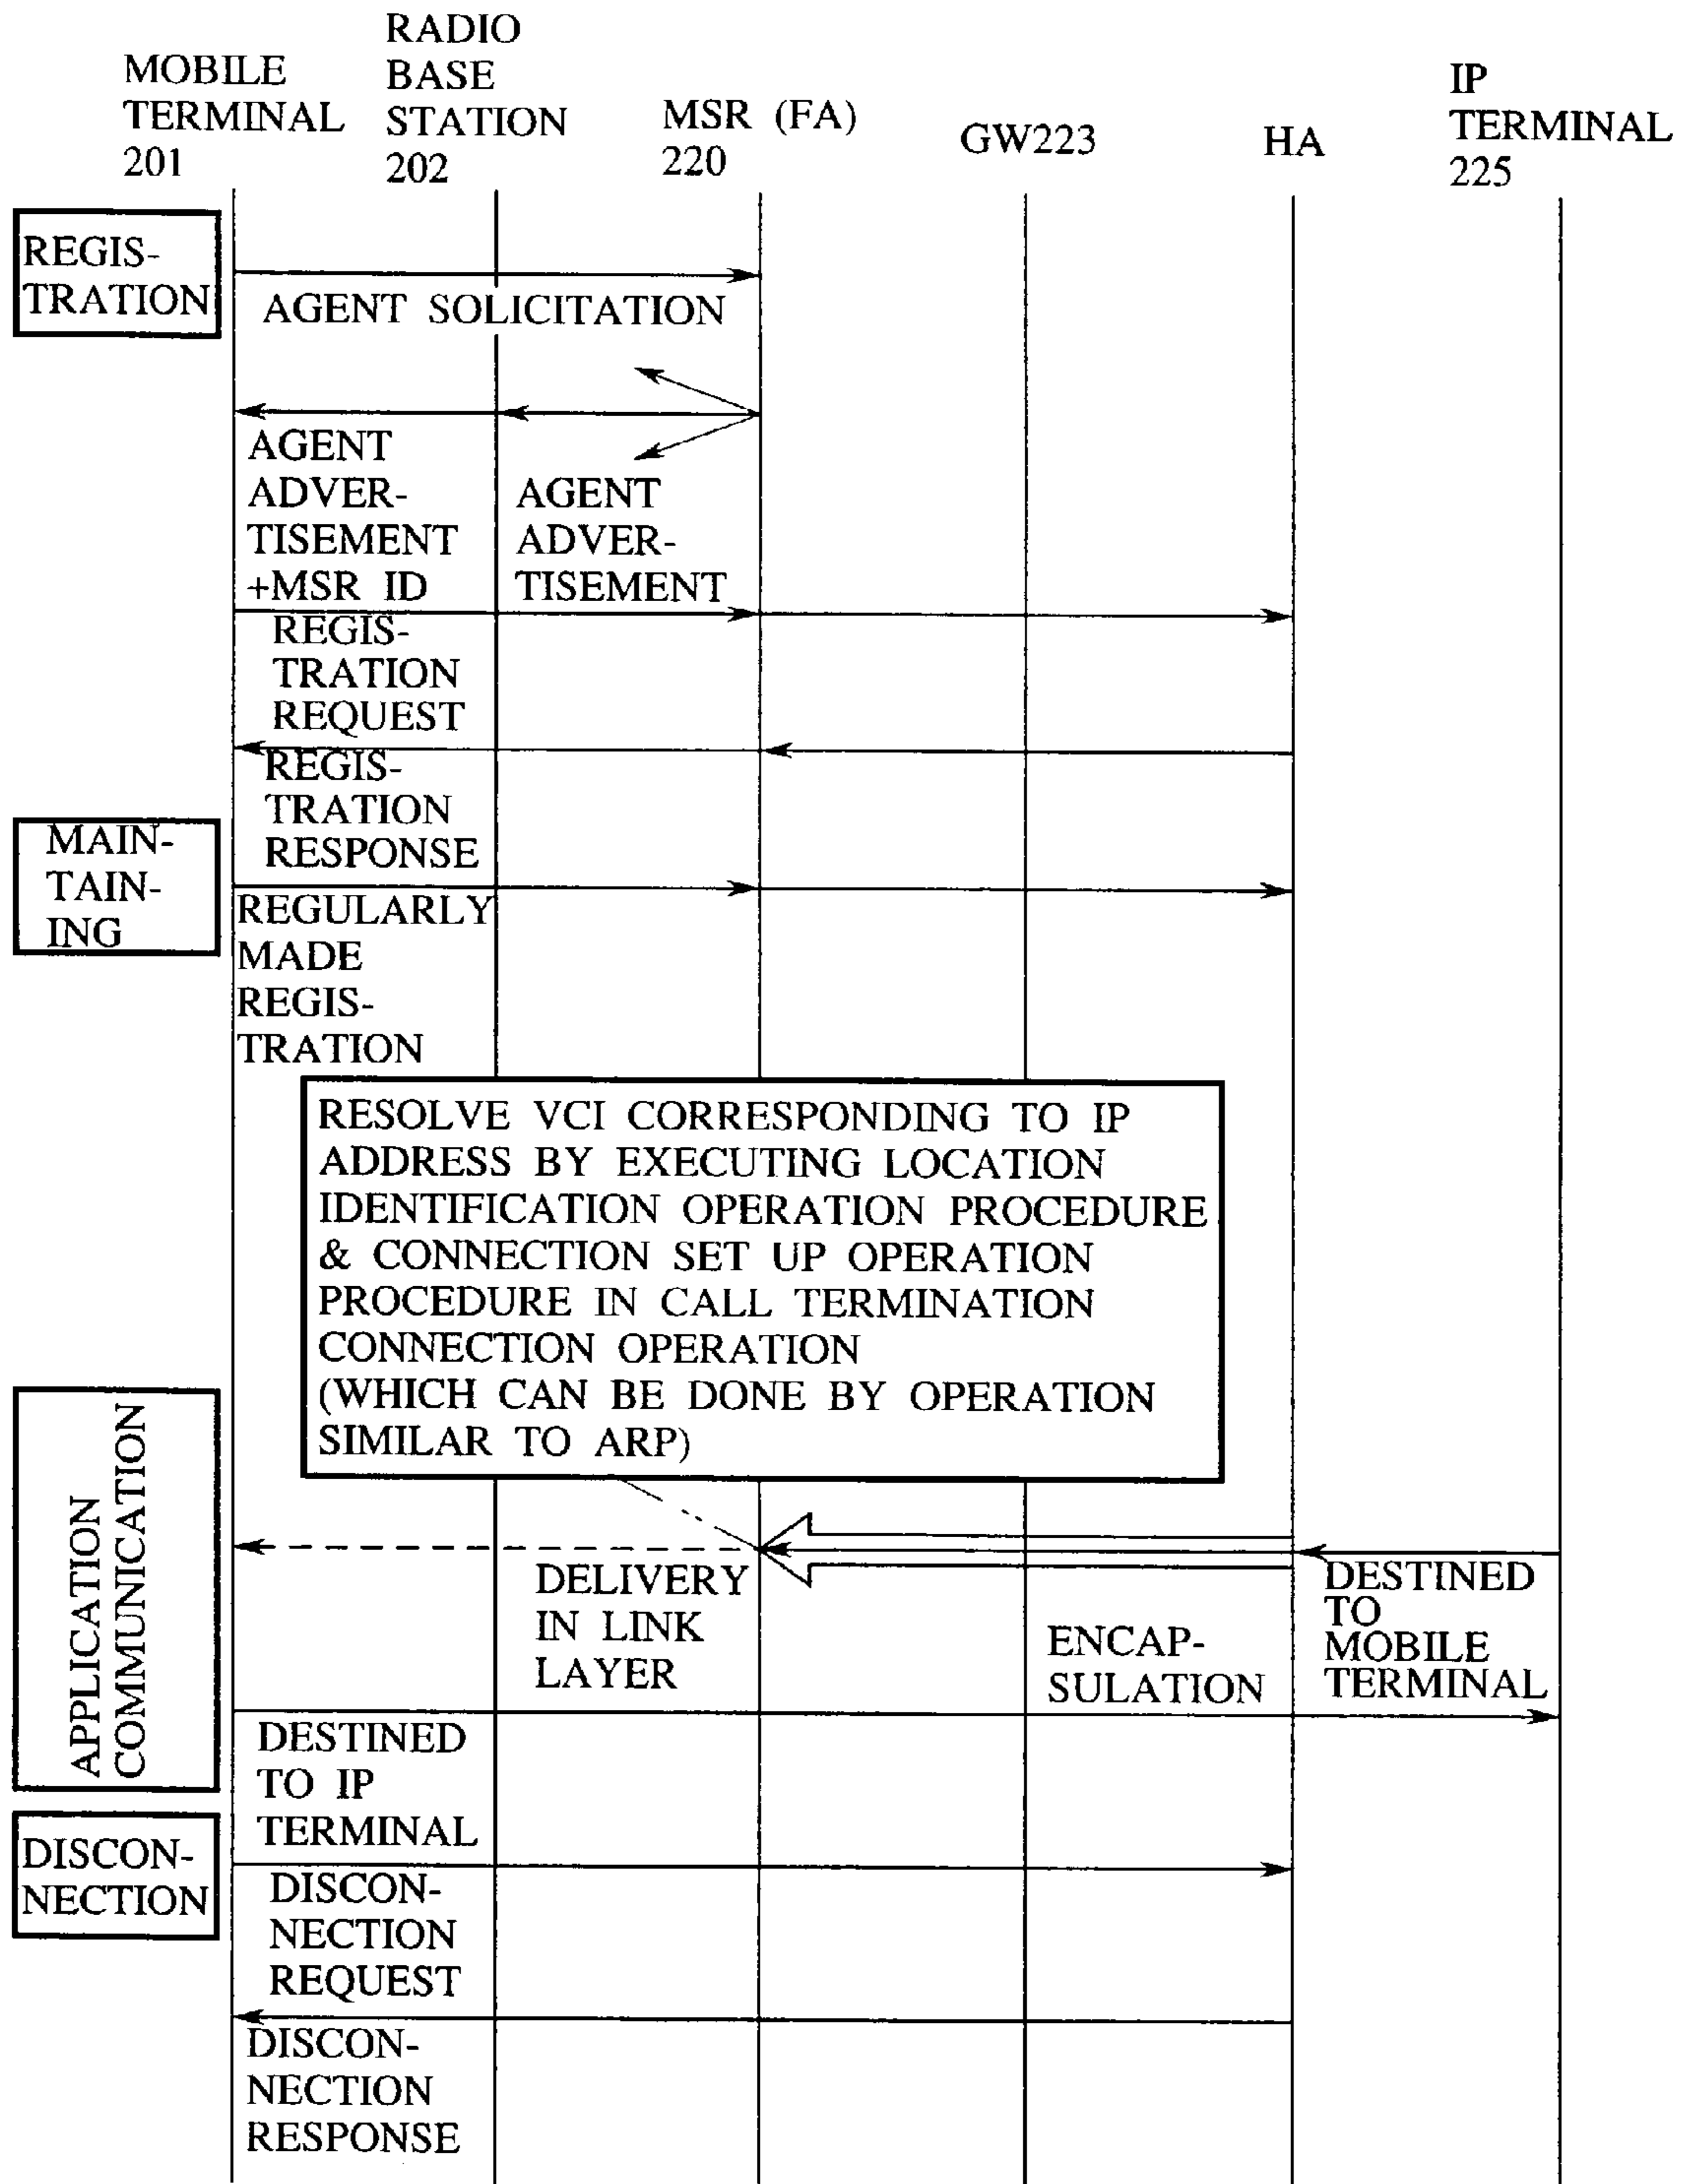 MOBILE
TERMINAL
201
RADIO
BASE
STATION
202
MSR (FA)
220
GW223
HA
IP
TERMINAL
225
REGIS-
TRATION
AGENT SOLICITATION
AGENT
ADVER-
TISEMENT
+MSR ID
AGENT
ADVER-
TISEMENT
REGIS-
TRATION
REQUEST
REGIS-
TRATION
RESPONSE
MAIN-
TAIN-
ING
REGULARLY
MADE
REGIS-
TRATION
RESOLVE VCI CORRESPONDING TO IP
ADDRESS BY EXECUTING LOCATION
IDENTIFICATION OPERATION PROCEDURE
& CONNECTION SET UP OPERATION
PROCEDURE IN CALL TERMINATION
CONNECTION OPERATION
(WHICH CAN BE DONE BY OPERATION
SIMILAR TO ARP)
APPLICATION
COMMUNICATION
DELIVERY
IN LINK
LAYER
ENCAP-
SULATION
DESTINED
TO
MOBILE
TERMINAL
DESTINED
TO IP
TERMINAL
DISCON-
NECTION
DISCON-
NECTION
REQUEST
DISCON-
NECTION
RESPONSE